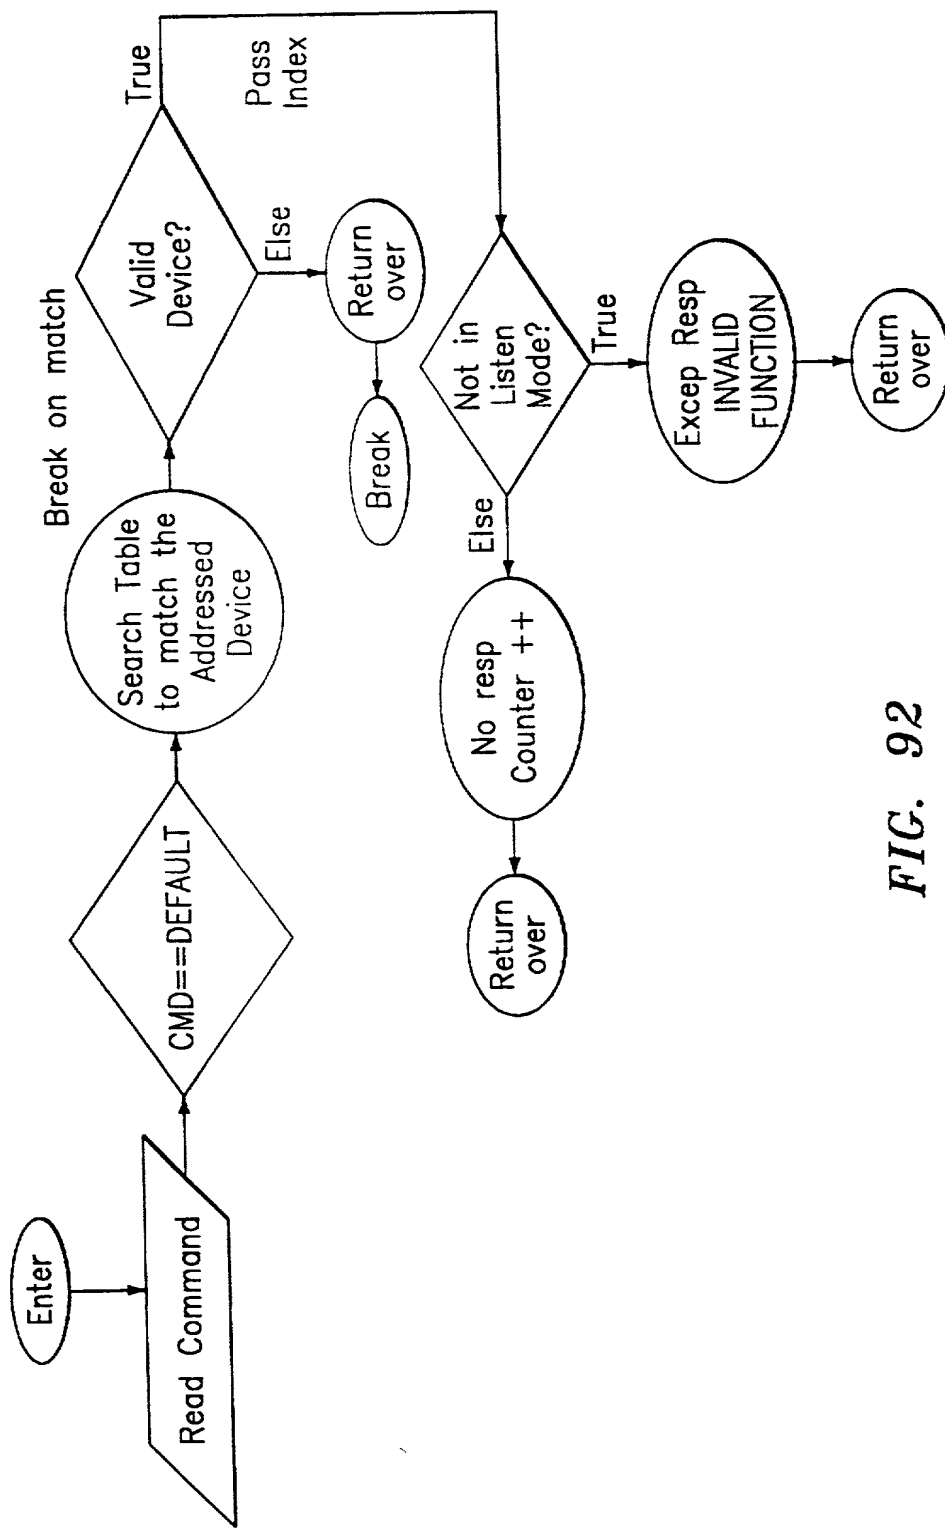 Enter
Read Command
CMD==DEFAULT
Search Table
to match the
Addressed
Device
Break on match
Valid
Device?
True
Pass
Index
Else
Return
over
Break
Not in
Listen
Mode?
Else
True
No resp
Counter ++
Return
over
Excep Resp
INVALID
FUNCTION
Return
over
FIG. 92